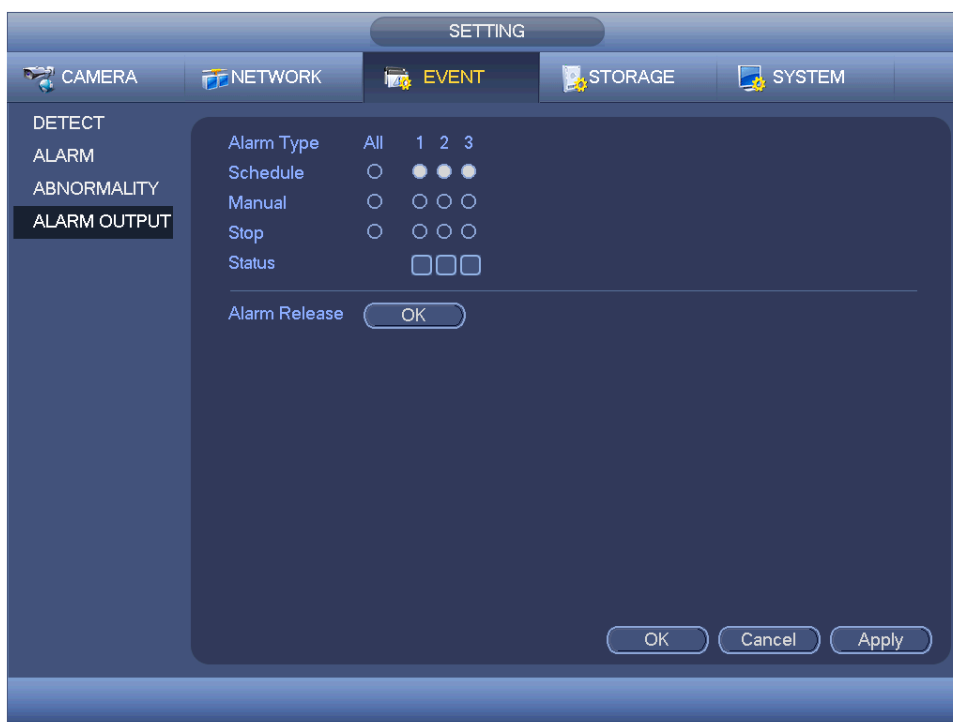 SETTING
CAMERA NETWORK EVENT STORAGE SYSTEM
DETECT
ALARM
ABNORMALITY
ALARM OUTPUT
Alarm Type All 1 2 3
Schedule
Manual
Stop
Status
Alarm Release OK
OK Cancel Apply